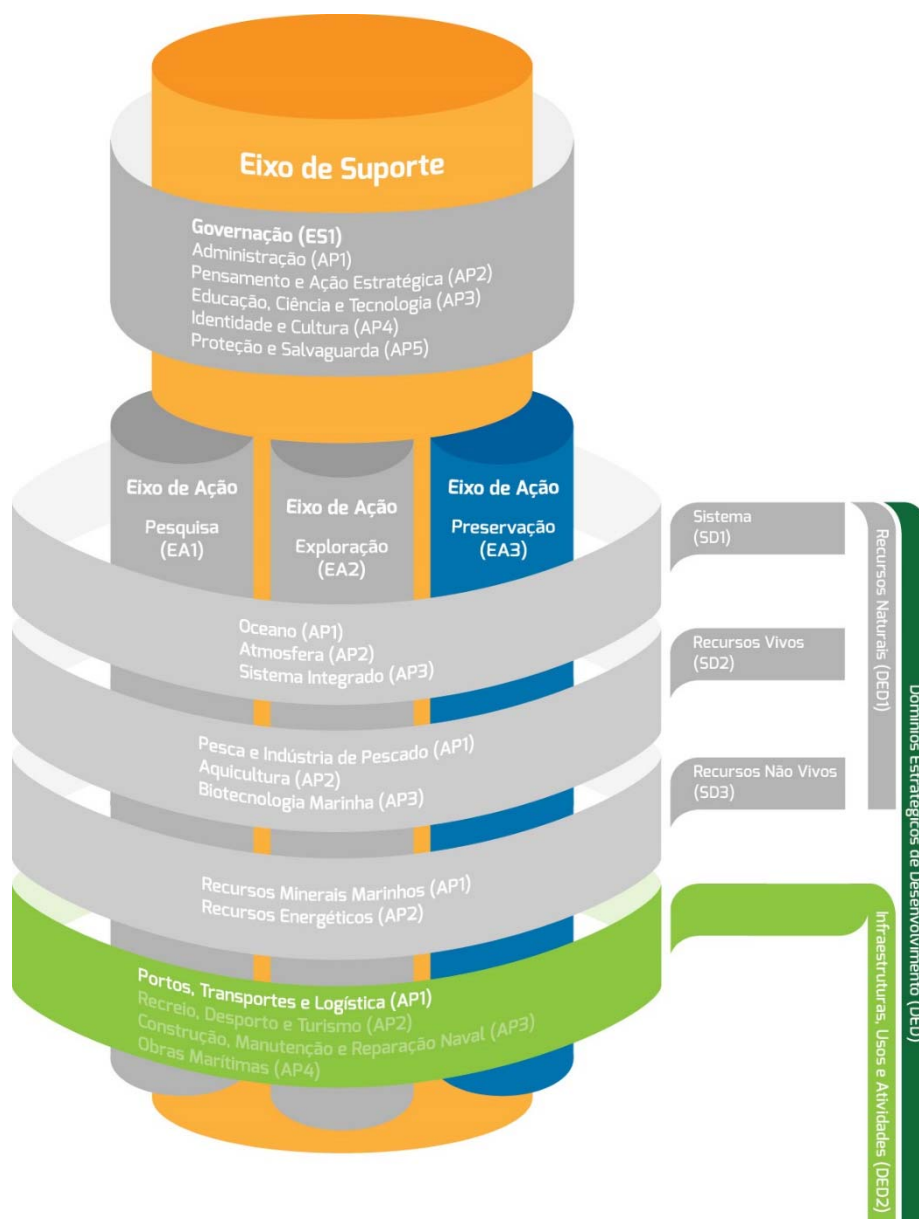 Eixo de Suporte
Governação (ES1)
Administração (AP1)
Pensamento e Ação Estratégica (AP2)
Educação, Ciência e Tecnologia (AP3)
Identidade e Cultura (AP4)
Proteção e Salvaguarda (AP5)
Eixo de Ação
Pesquisa
(EA1)
Eixo de Ação
Exploração
(EA2)
Eixo de Ação
Preservação
(EA3)
Oceano (AP1)
Atmosfera (AP2)
Sistema Integrado (AP3)
Pesca e Indústria de Pescado (AP1)
Aquicultura (AP2)
Biotecnologia Marinha (AP3)
Recursos Minerais Marinhos (AP1)
Recursos Energéticos (AP2)
Portos, Transportes e Logística (AP1)
Recreio, Desporto e Turismo (AP2)
Construção, Manutenção e Reparação Naval (AP3)
Obras Marítimas (AP4)
Sistema
(SD1)
Recursos Vivos
(SD2)
Recursos Não Vivos
(SD3)
Recursos Naturais (DED1)
Infraestruturas, Usos e Atividades (DED2)
Domínios Estratégicos de Desenvolvimento (DED)